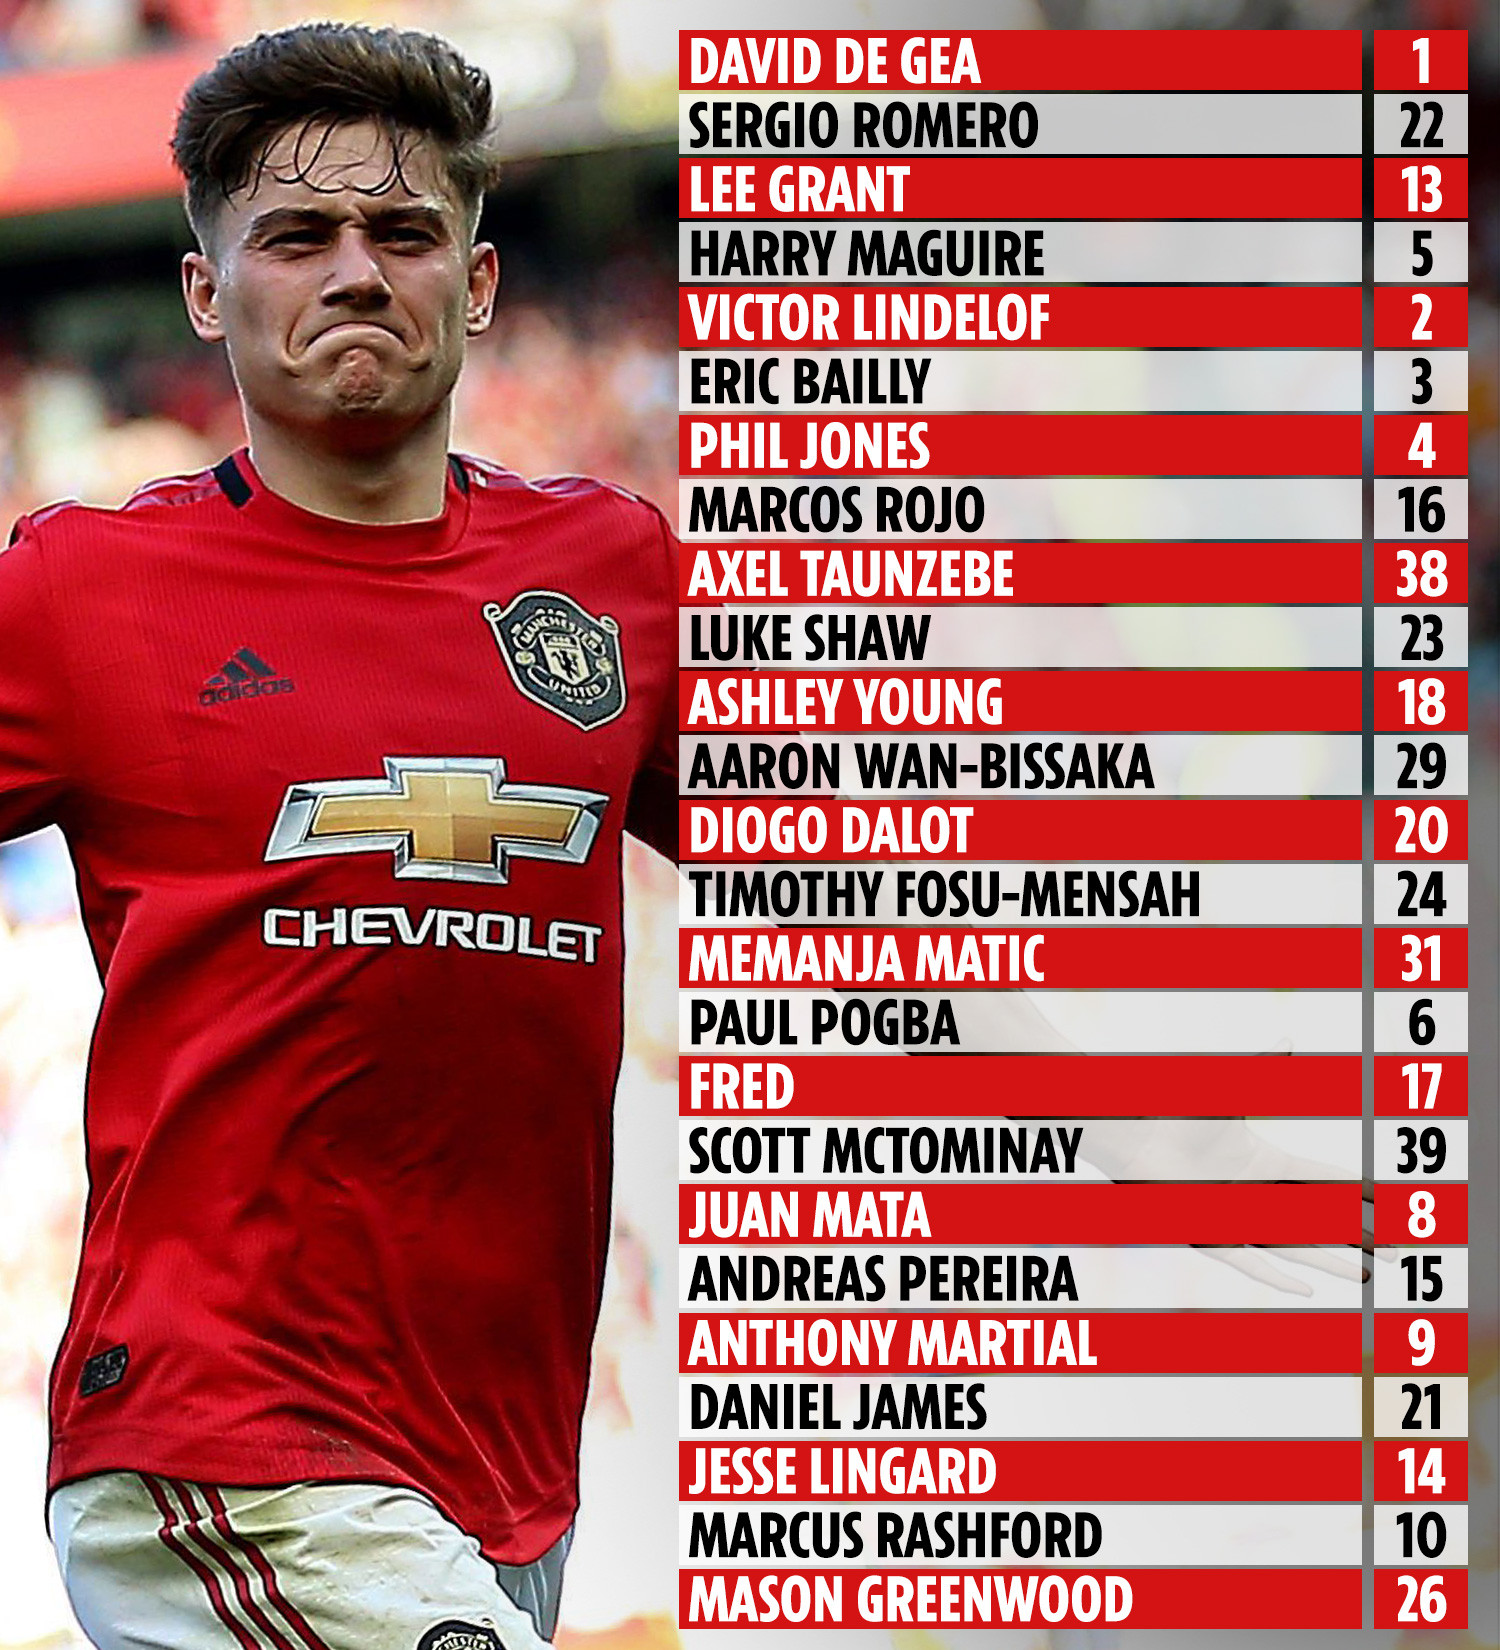 DAVID DE GEA 1
SERGIO ROMERO 22
LEE GRANT 13
HARRY MAGUIRE 5
VICTOR LINDELOF 2
ERIC BAILLY 3
PHIL JONES 4
MARCOS ROJO 16
AXEL TAUNZEBE 38
LUKE SHAW 23
ASHLEY YOUNG 18
AARON WAN-BISSAKA 29
DIOGO DALOT 20
TIMOTHY FOSU-MENSAH 24
MEMANJA MATIC 31
PAUL POGBA 6
FRED 17
SCOTT MCTOMINAY 39
JUAN MATA 8
ANDREAS PEREIRA 15
ANTHONY MARTIAL 9
DANIEL JAMES 21
JESSE LINGARD 14
MARCUS RASHFORD 10
MASON GREENWOOD 26
adidas
MANCHESTER
UNITED
CHEVROLET